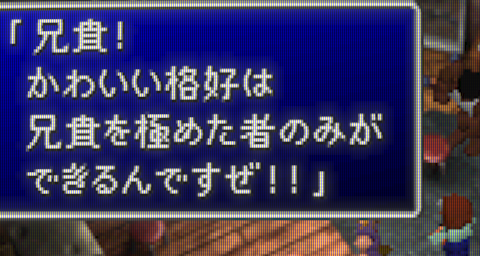 「兄貴!
かわいい格好は
兄貴を極めた者のみが
できるんですぜ!!」